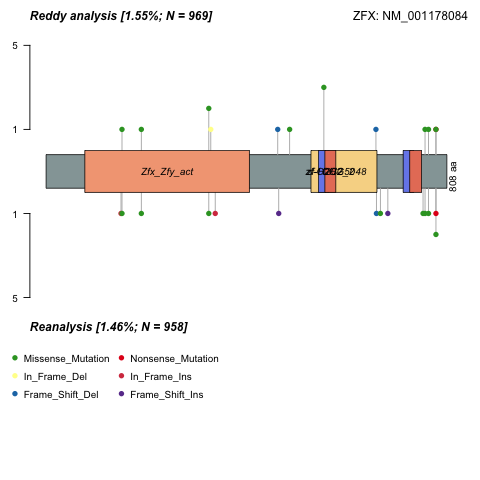 Reddy analysis [1.55%; N = 969]
ZFX: NM_001178084
5
1
Zfx_Zfy_act
808 aa
1
5
Reanalysis [1.46%; N = 958]
Missense_Mutation
Nonsense_Mutation
In_Frame_Del
In_Frame_Ins
Frame_Shift_Del
Frame_Shift_Ins